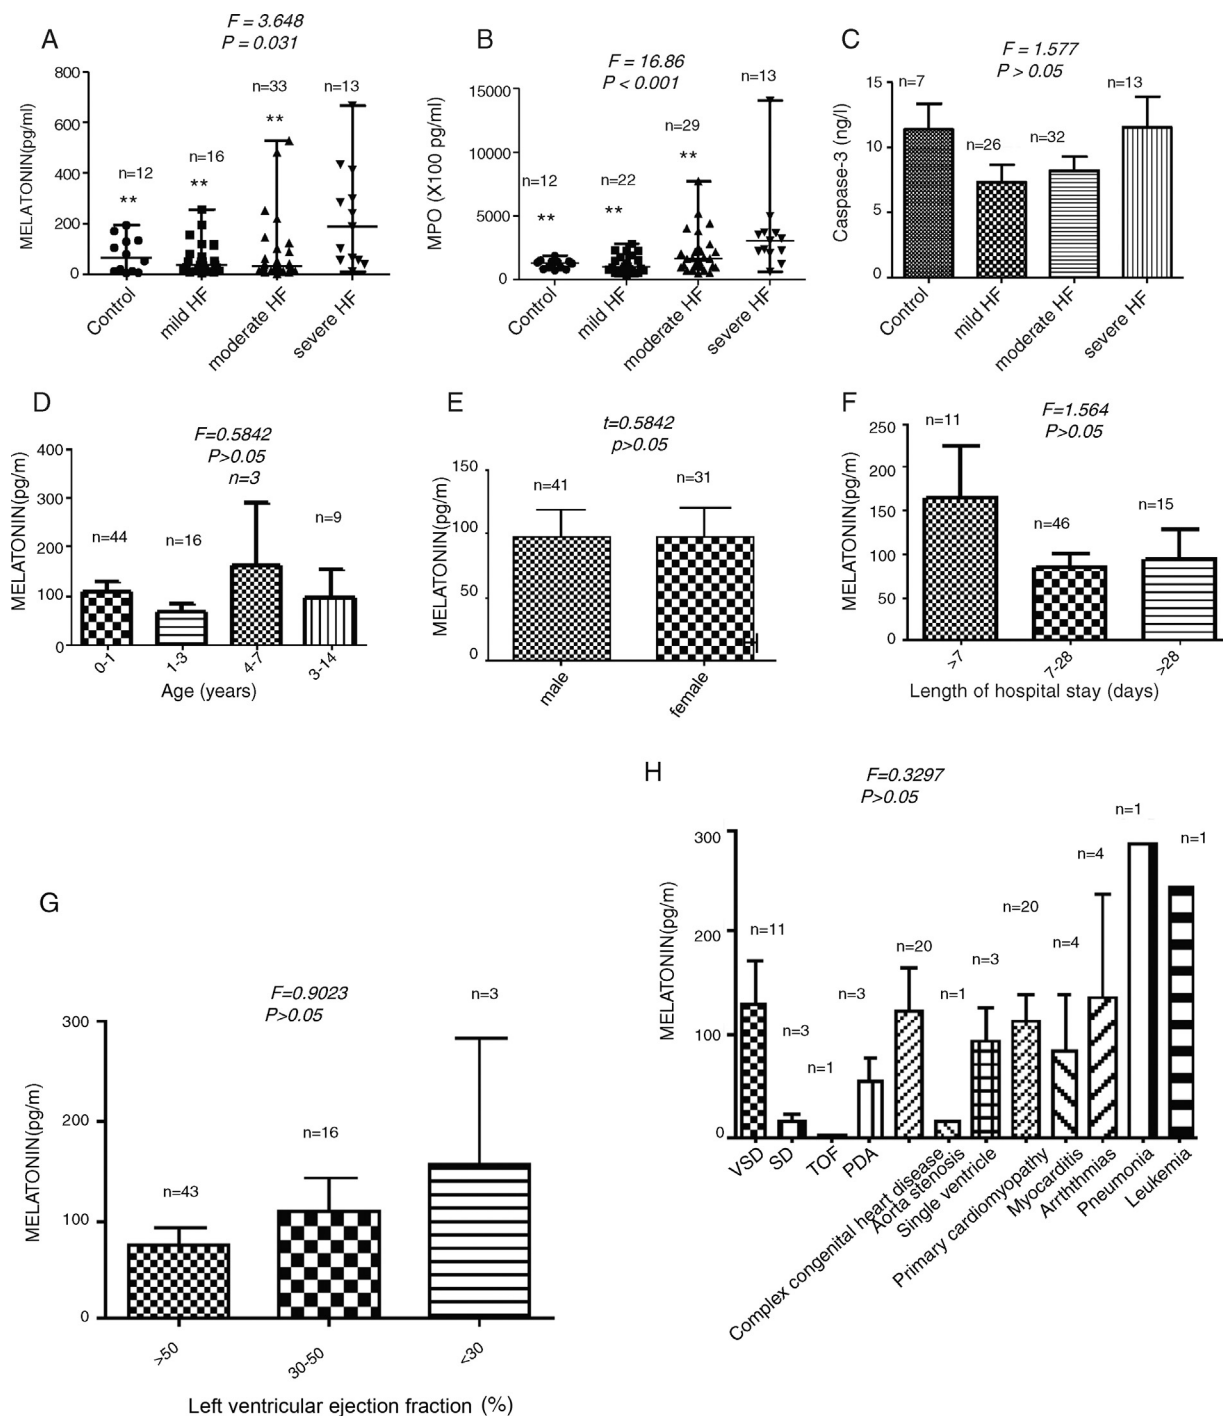 A
F = 3.648
P = 0.031
MELATONIN(pg/ml)
800
600
400
200
0
n=12
**
n=16
**
n=33
**
n=13
Control
mild HF
moderate HF
severe HF
B
F = 16.86
P < 0.001
MPO (X100 pg/ml)
15000
10000
5000
0
n=12
**
n=22
**
n=29
**
n=13
Control
mild HF
moderate HF
severe HF
C
F = 1.577
P > 0.05
Caspase-3 (ng/l)
15
10
5
0
n=7
n=26
n=32
n=13
Control
mild HF
moderate HF
severe HF
D
F=0.5842
P>0.05
n=3
MELATONIN(pg/m)
400
300
200
100
0
n=44
n=16
n=9
0-1
1-3
4-7
3-14
Age (years)
E
t=0.5842
p>0.05
MELATONIN(pg/m)
150
100
50
0
n=41
n=31
male
female
F
F=1.564
P>0.05
MELATONIN(pg/m)
250
200
150
100
50
0
n=11
n=46
n=15
>7
7-28
>28
Length of hospital stay (days)
G
F=0.9023
P>0.05
MELATONIN(pg/m)
300
200
100
0
n=43
n=16
n=3
>50
30-50
<30
Left ventricular ejection fraction (%)
H
F=0.3297
P>0.05
MELATONIN(pg/m)
300
200
100
0
n=11
n=3
n=1
n=3
n=20
n=1
n=3
n=20
n=4
n=4
n=1
n=1
VSD
SD
TOF
PDA
Complex congenital heart disease
Aorta stenosis
Single ventricle
Primary cardiomyopathy
Myocarditis
Arrhthmias
Pneumonia
Leukemia